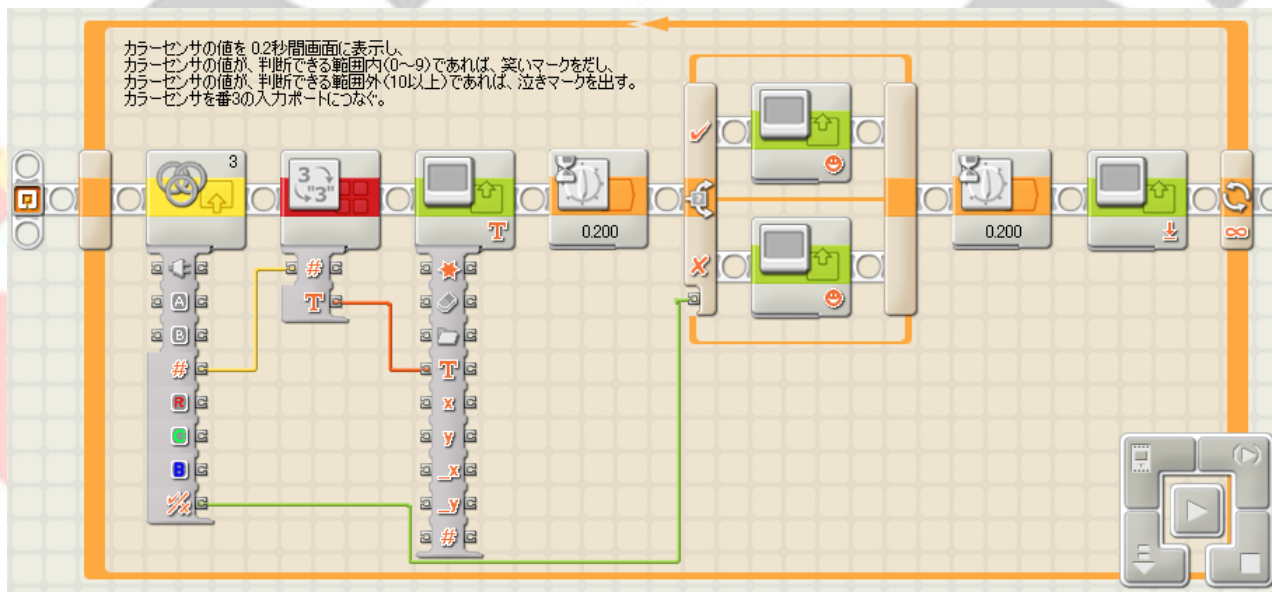 カラーセンサの値を 0.2秒間画面に表示し、
カラーセンサの値が、判断できる範囲内(0～9)であれば、笑いマークをだし、
カラーセンサの値が、判断できる範囲外(10以上)であれば、泣きマークを出す。
カラーセンサを番3の入力ポートにつなぐ。
3
3
"3"
T
0.200
0.200
#
A
T
B
#
T
R
x
G
y
B
_x
_y
#